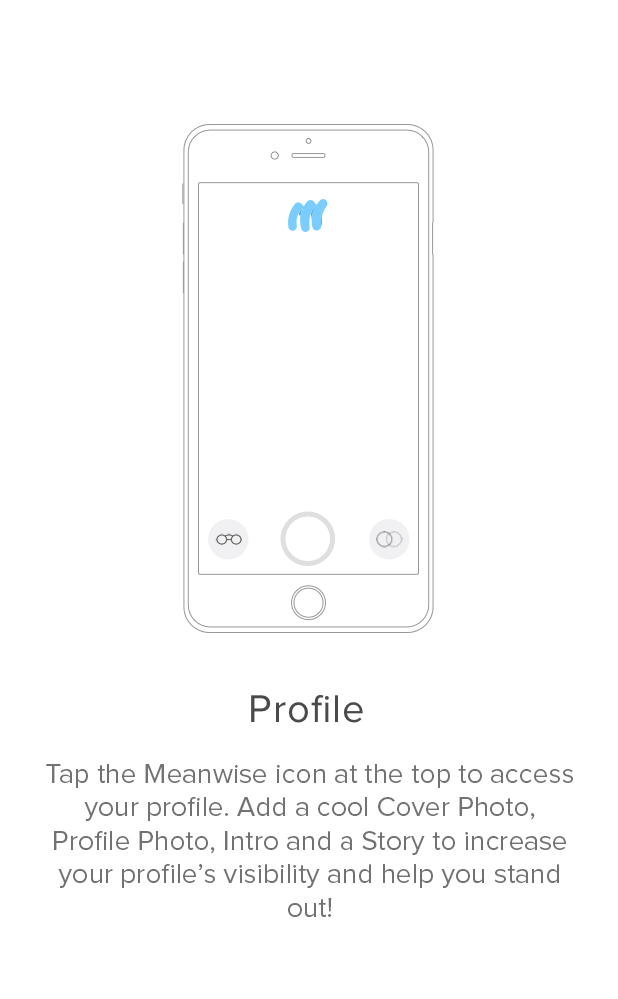 Profile
Tap the Meanwise icon at the top to access
your profile. Add a cool Cover Photo,
Profile Photo, Intro and a Story to increase
your profile’s visibility and help you stand
out!